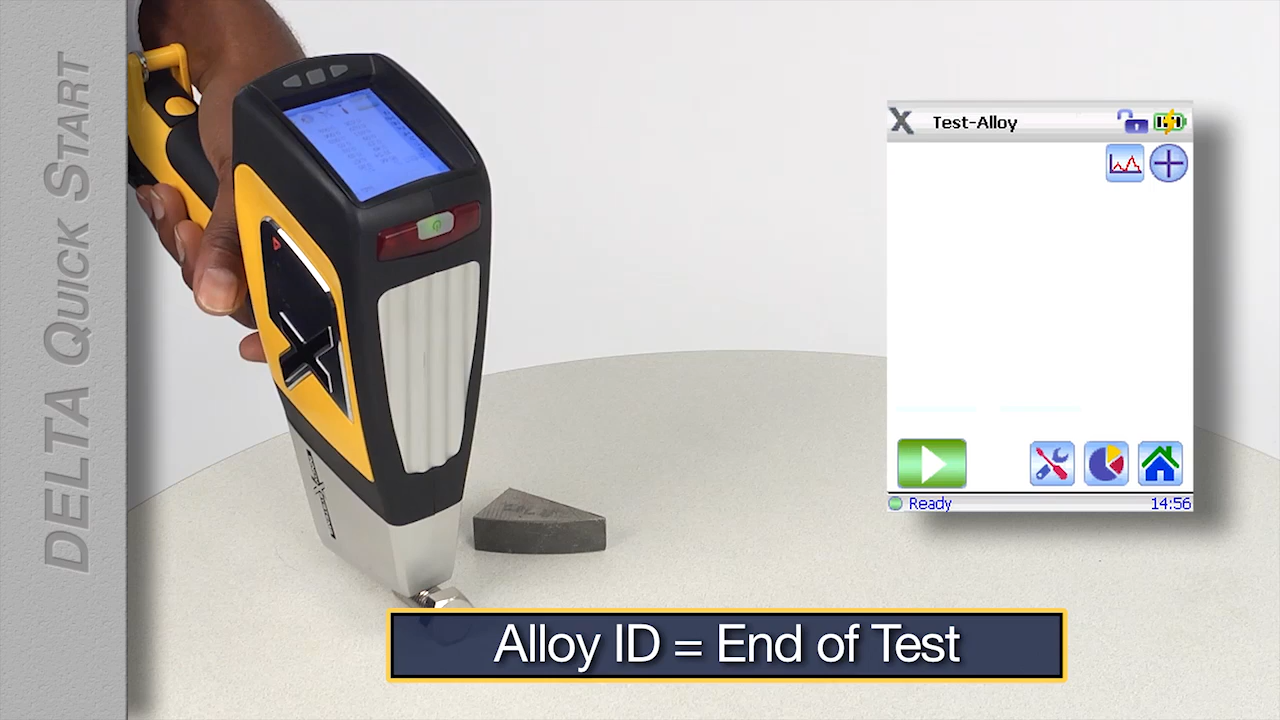 DELTA QUICK START
Test-Alloy
Ready
14:56
Alloy ID = End of Test